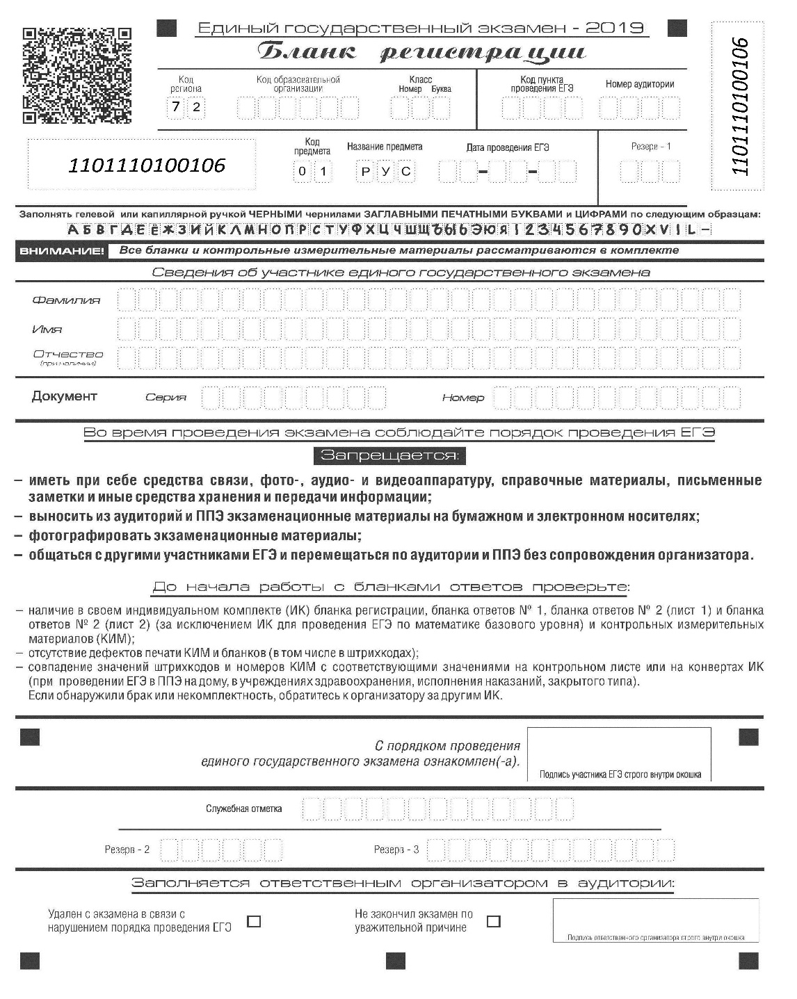 Единый государственный экзамен - 2019
Бланк регистрации
1101110100106
Код региона
7 2
Код образовательной организации
Класс
Номер Буква
Код пункта проведения ЕГЭ
Номер аудитории
1101110100106
Код предмета
0 1
Название предмета
Р У С
Дата проведения ЕГЭ
Резерв - 1
Заполнять гелевой или капиллярной ручкой ЧЕРНЫМИ чернилами ЗАГЛАВНЫМИ ПЕЧАТНЫМИ БУКВАМИ и ЦИФРАМИ по следующим образцам:
А Б В Г Д Е Ё Ж З И Й К Л М Н О П Р С Т У Ф Х Ц Ч Ш Щ Ъ Ы Ь Э Ю Я 1 2 3 4 5 6 7 8 9 0 X V I L –
ВНИМАНИЕ! Все бланки и контрольные измерительные материалы рассматриваются в комплекте
Сведения об участнике единого государственного экзамена
Фамилия
Имя
Отчество
(при наличии)
Документ Серия Номер
Во время проведения экзамена соблюдайте порядок проведения ЕГЭ
Запрещается:
– иметь при себе средства связи, фото-, аудио- и видеоаппаратуру, справочные материалы, письменные
заметки и иные средства хранения и передачи информации;
– выносить из аудиторий и ППЭ экзаменационные материалы на бумажном и электронном носителях;
– фотографировать экзаменационные материалы;
– общаться с другими участниками ЕГЭ и перемещаться по аудитории и ППЭ без сопровождения организатора.
До начала работы с бланками ответов проверьте:
– наличие в своем индивидуальном комплекте (ИК) бланка регистрации, бланка ответов № 1, бланка ответов № 2 (лист 1) и бланка
ответов № 2 (лист 2) (за исключением ИК для проведения ЕГЭ по математике базового уровня) и контрольных измерительных
материалов (КИМ);
– отсутствие дефектов печати КИМ и бланков (в том числе в штрихкодах);
– совпадение значений штрихкодов и номеров КИМ с соответствующими значениями на контрольном листе или на конвертах ИК
(при проведении ЕГЭ в ППЭ на дому, в учреждениях здравоохранения, исполнения наказаний, закрытого типа).
Если обнаружили брак или некомплектность, обратитесь к организатору за другим ИК.
С порядком проведения
единого государственного экзамена ознакомлен(-а).
Подпись участника ЕГЭ строго внутри окошка
Служебная отметка
Резерв - 2 Резерв - 3
Заполняется ответственным организатором в аудитории:
Удален с экзамена в связи с
нарушением порядка проведения ЕГЭ
Не закончил экзамен по
уважительной причине
Подпись ответственного организатора строго внутри окошка